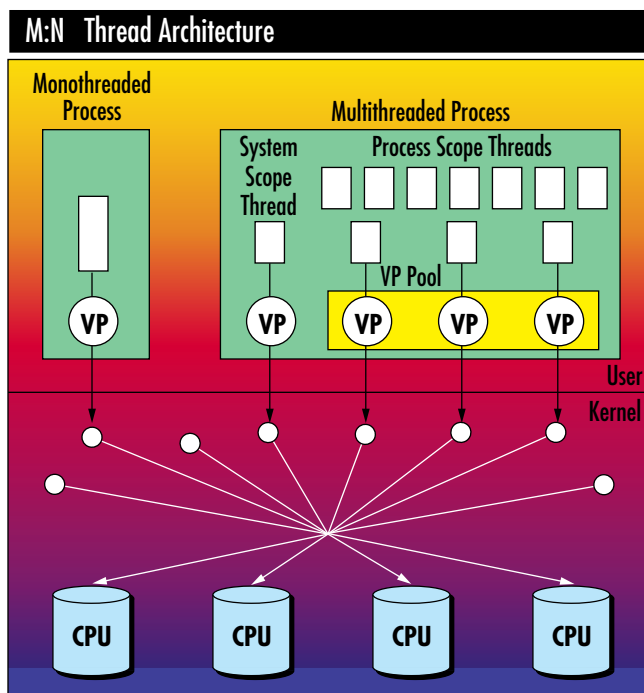 M:N Thread Architecture
Monothreaded
Process
Multithreaded Process
System
Scope
Thread
Process Scope Threads
VP Pool
VP
VP
VP
VP
VP
User
Kernel
CPU
CPU
CPU
CPU